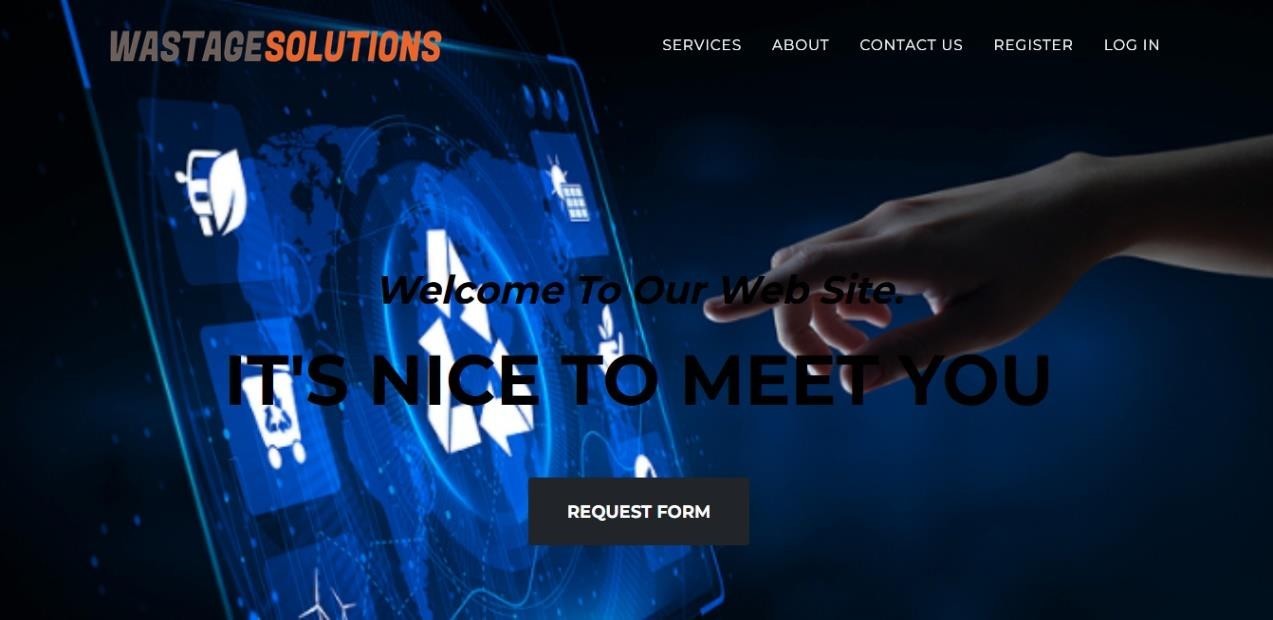 WASTAGESOLUTIONS
SERVICES ABOUT CONTACT US REGISTER LOG IN
Welcome To Our Web Site.
IT'S NICE TO MEET YOU
REQUEST FORM